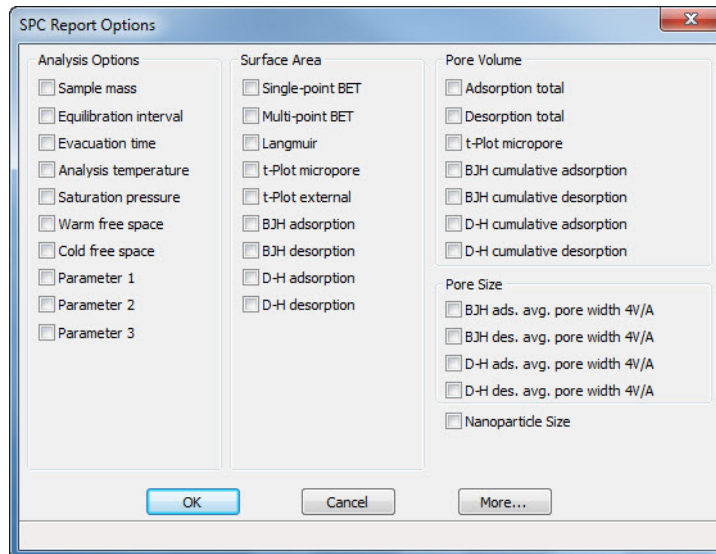 SPC Report Options
Analysis Options
Sample mass
Equilibration interval
Evacuation time
Analysis temperature
Saturation pressure
Warm free space
Cold free space
Parameter 1
Parameter 2
Parameter 3
Surface Area
Single-point BET
Multi-point BET
Langmuir
t-Plot micropore
t-Plot external
BJH adsorption
BJH desorption
D-H adsorption
D-H desorption
Pore Volume
Adsorption total
Desorption total
t-Plot micropore
BJH cumulative adsorption
BJH cumulative desorption
D-H cumulative adsorption
D-H cumulative desorption
Pore Size
BJH ads. avg. pore width 4V/A
BJH des. avg. pore width 4V/A
D-H ads. avg. pore width 4V/A
D-H des. avg. pore width 4V/A
Nanoparticle Size
OK
Cancel
More...